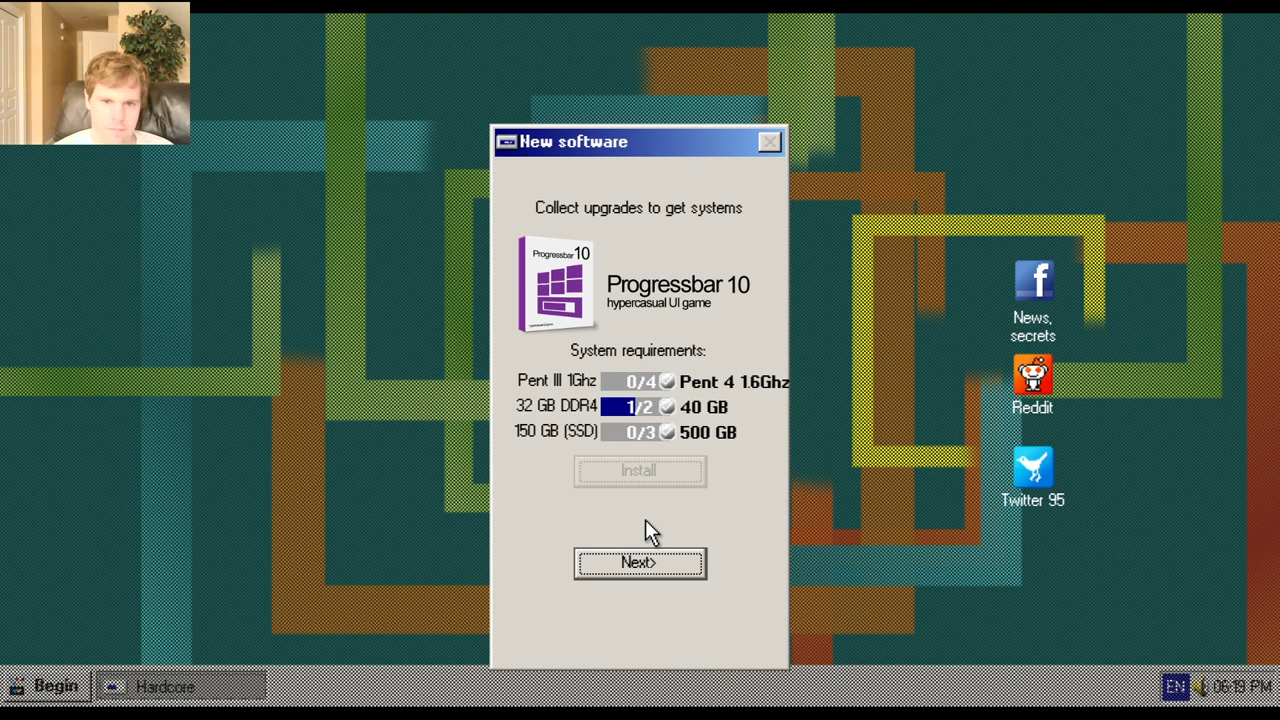 New software
Collect upgrades to get systems
Progressbar 10
Progressbar 10
hypercasual UI game
System requirements:
Pent III 1Ghz 0/4 Pent 4 1.6Ghz
32 GB DDR4 1/2 40 GB
150 GB (SSD) 0/3 500 GB
Install
Next>
News,
secrets
Reddit
Twitter 95
Begin
Hardcore
EN 06:19 PM